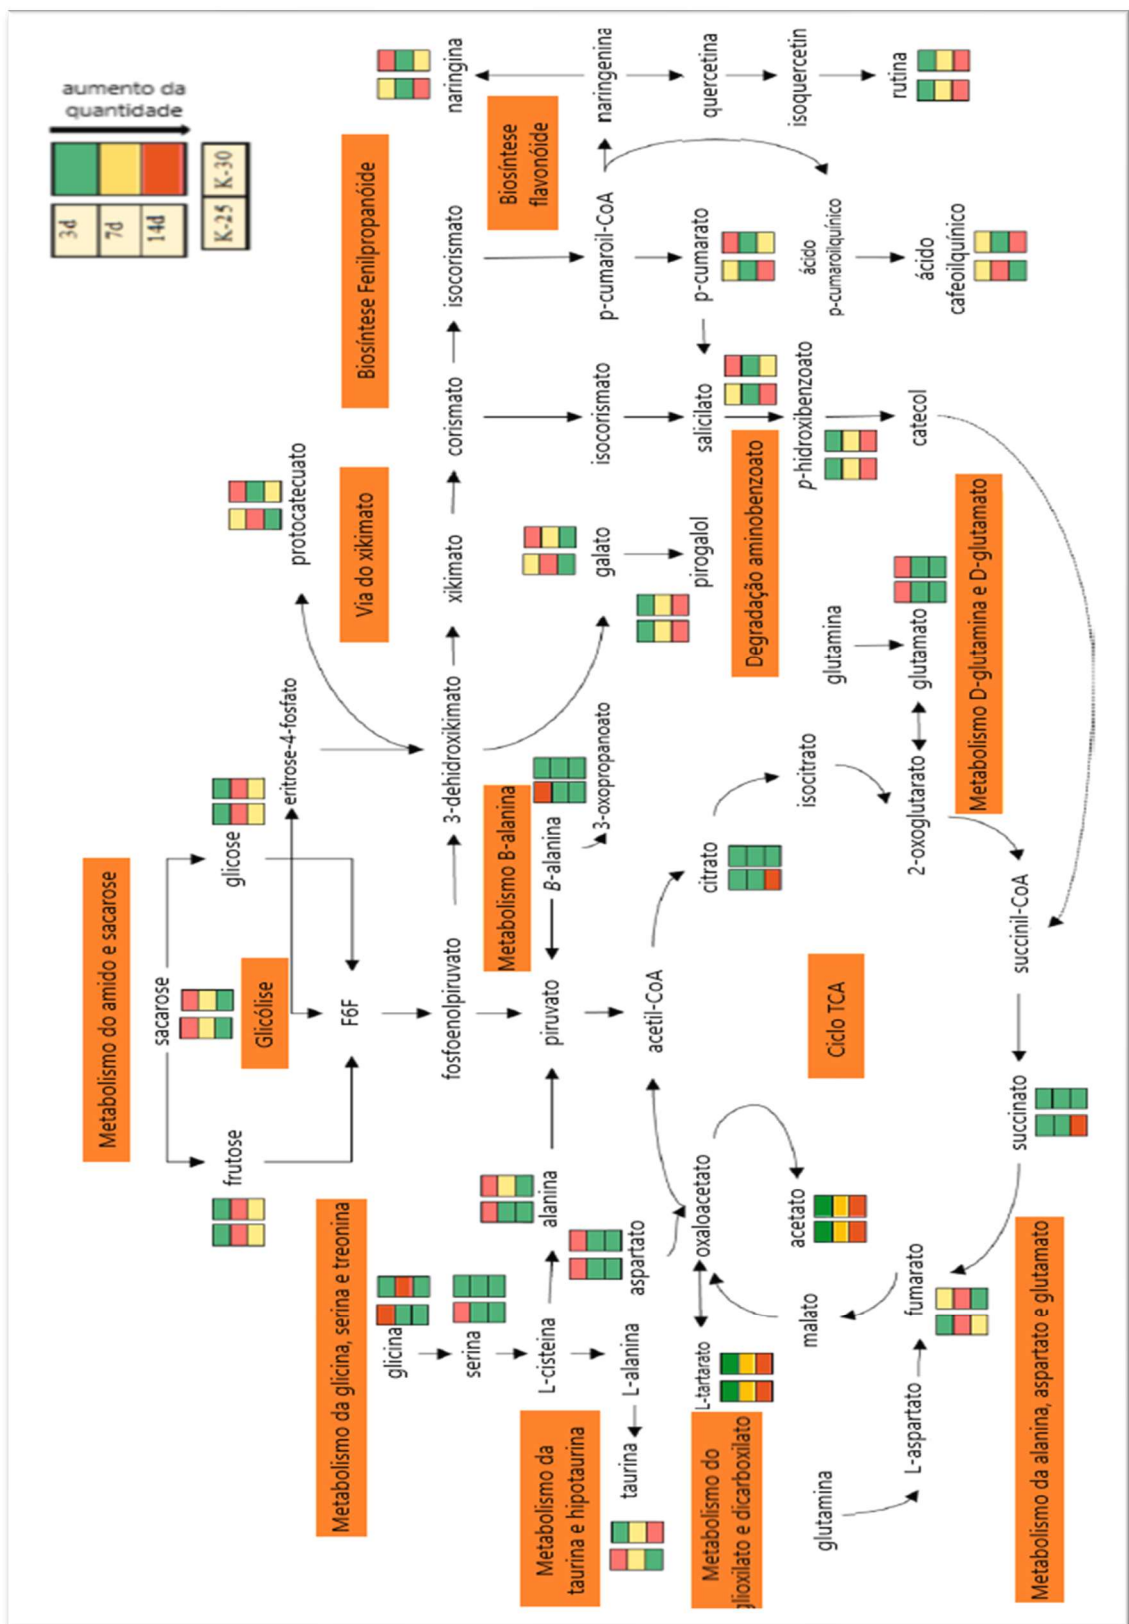 aumento da
quantidade
3d
7d
14d
K-25
K-30
Metabolismo do amido e sacarose
sacarose
frutose
glicose
Glicólise
eritrose-4-fosfato
F6F
Via do xikimato
protocatecuato
Biosíntese Fenilpropanóide
fosfoenolpiruvato
3-dehidroxikimato
xikimato
corismato
isocorismato
naringina
Biosíntese
flavonóide
Metabolismo da glicina, serina e treonina
glicina
serina
L-cisteina
alanina
piruvato
Metabolismo B-alanina
B-alanina
3-oxopropanoato
galato
pirogalol
isocorismato
salicilato
p-cumaroil-CoA
p-cumarato
naringenina
quercetina
isoquercetin
rutina
Metabolismo da
taurina e hipotaurina
taurina
L-alanina
aspartato
acetil-CoA
Metabolismo do
glioxilato e dicarboxilato
L-tartarato
oxaloacetato
citrato
Degradação aminobenzoato
p-hidroxibenzoato
catecol
ácido
p-cumaroilquínico
ácido
cafeoilquínico
acetato
malato
Ciclo TCA
isocitrato
glutamina
glutamato
2-oxoglutarato
Metabolismo D-glutamina e D-glutamato
glutamina
L-aspartato
fumarato
succinato
succinil-CoA
Metabolismo da alanina, aspartato e glutamato